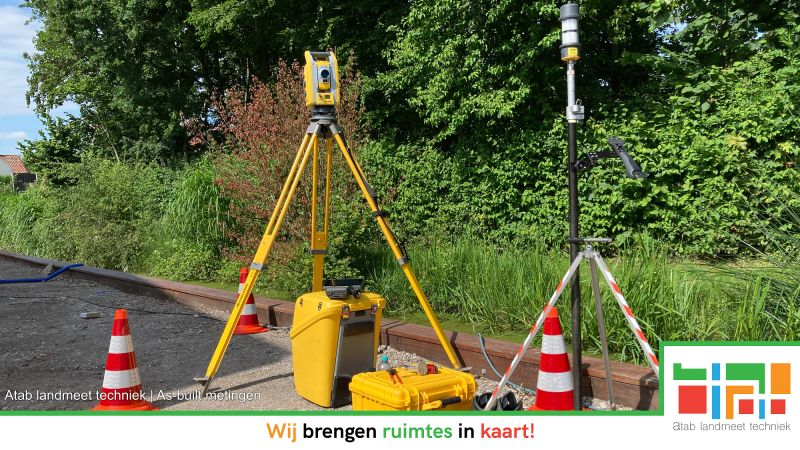 Atab landmeet techniek | As-built metingen
Wij brengen ruimtes in kaart!
atab landmeet techniek